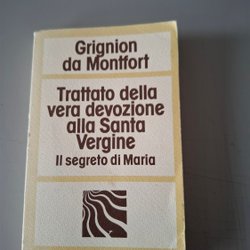 Grignion
da Montfort
Trattato della
vera devozione
alla Santa
Vergine
Il segreto di Maria